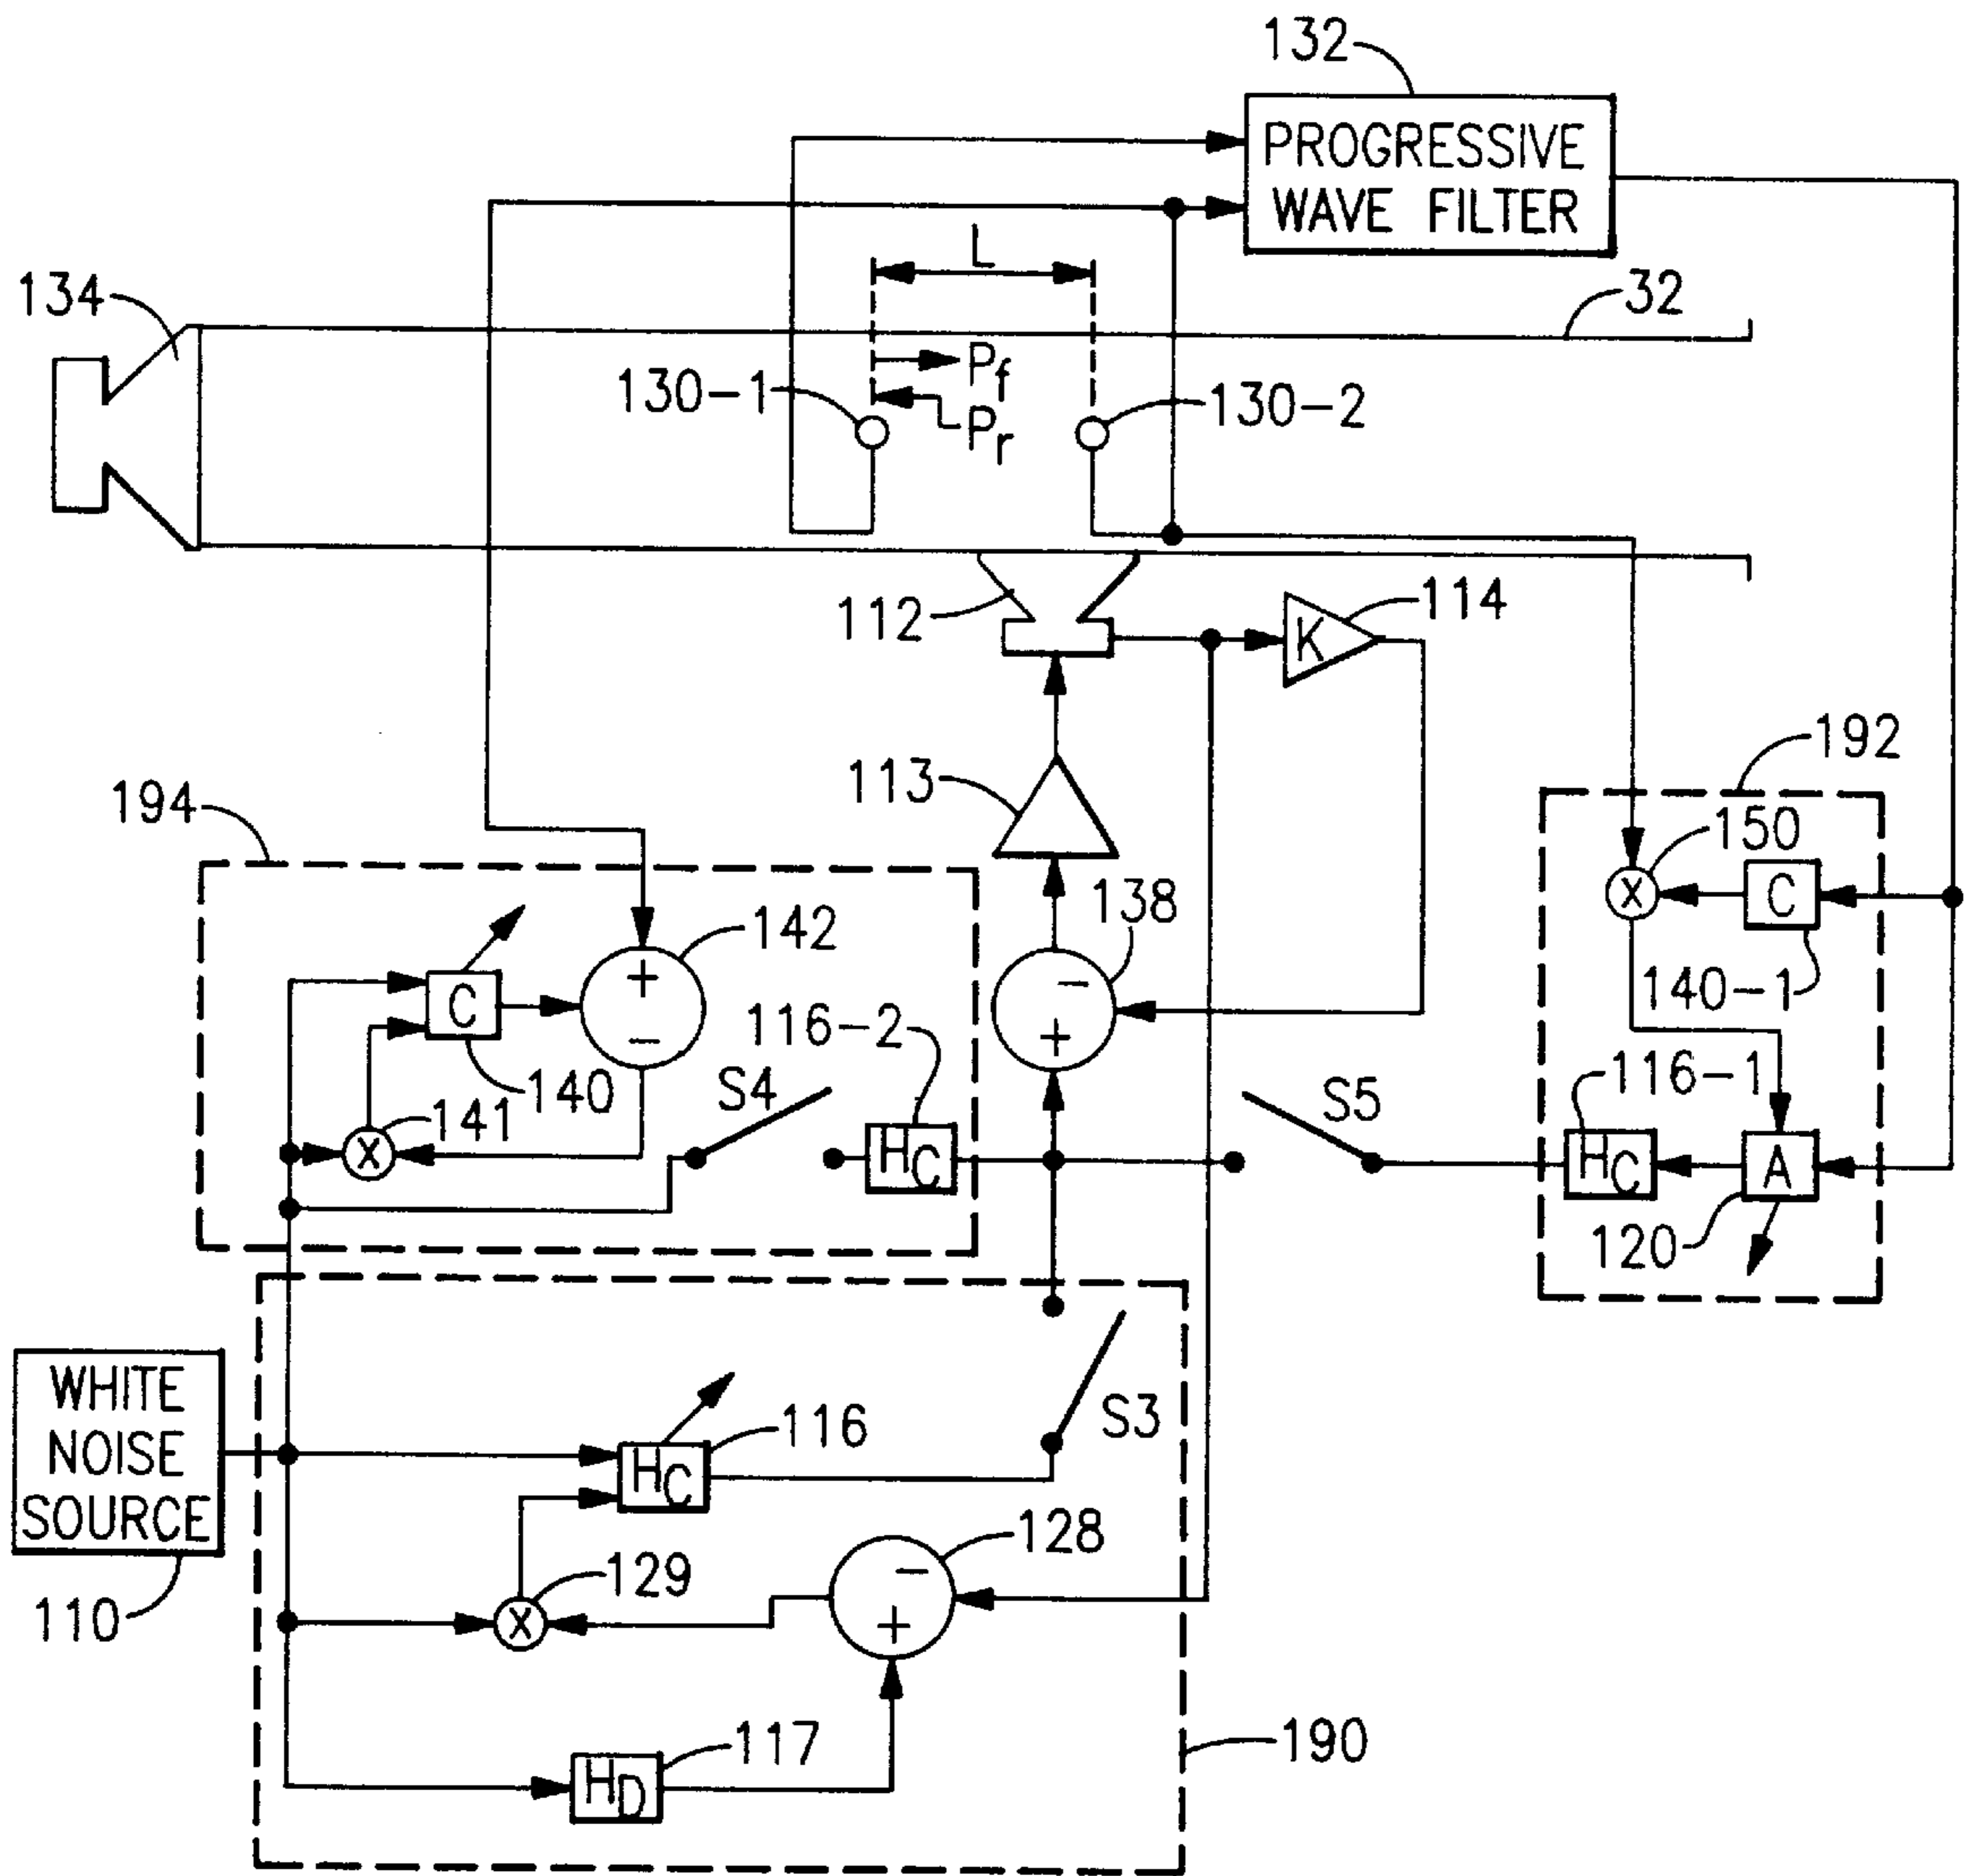 132
PROGRESSIVE
WAVE FILTER
L
134
32
Pf
130-1
130-2
Pr
112
114
K
113
192
194
150
X
C
138
142
+
−
C
−
+
140-1
116-2
S4
140
141
X
S5
116-1
HC
HC
A
120
WHITE
NOISE
SOURCE
S3
116
HC
128
−
+
129
X
110
117
HD
190